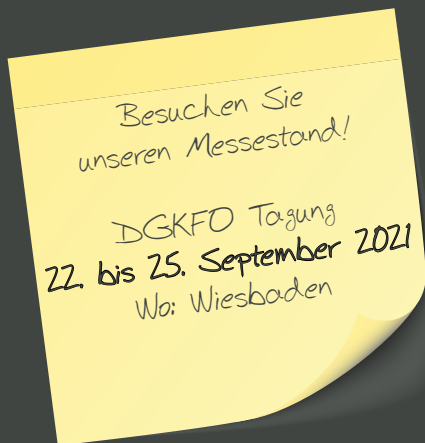 Besuchen Sie
unseren Messestand!
DGKFO Tagung
22. bis 25. September 2021
Wo: Wiesbaden